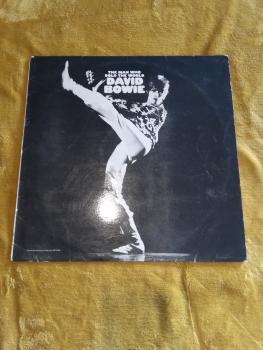 THE MAN WHO
SOLD THE WORLD
DAVID
BOWIE